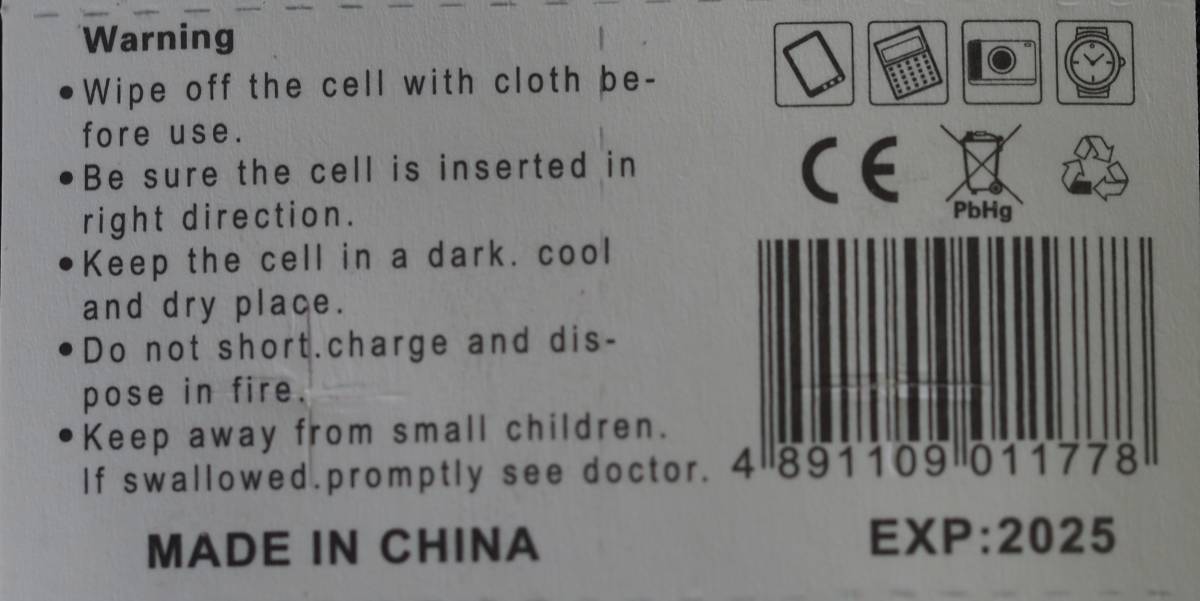 Warning
• Wipe off the cell with cloth be-
fore use.
• Be sure the cell is inserted in
right direction.
• Keep the cell in a dark. cool
and dry place.
• Do not short.charge and dis-
pose in fire.
• Keep away from small children.
If swallowed.promptly see doctor.
MADE IN CHINA
CE
PbHg
4 891109 011778
EXP:2025